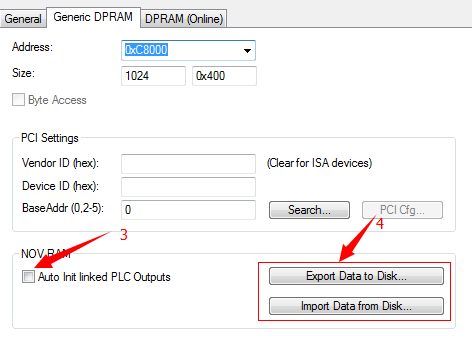 General Generic DPRAM DPRAM (Online)
Address: 0xC8000
Size: 1024 0x400
Byte Access
PCI Settings
Vendor ID (hex): (Clear for ISA devices)
Device ID (hex):
BaseAddr (0,2-5): 0 Search... PCI Cfg...
3 4
NOV RAM
Auto Init linked PLC Outputs Export Data to Disk...
Import Data from Disk...